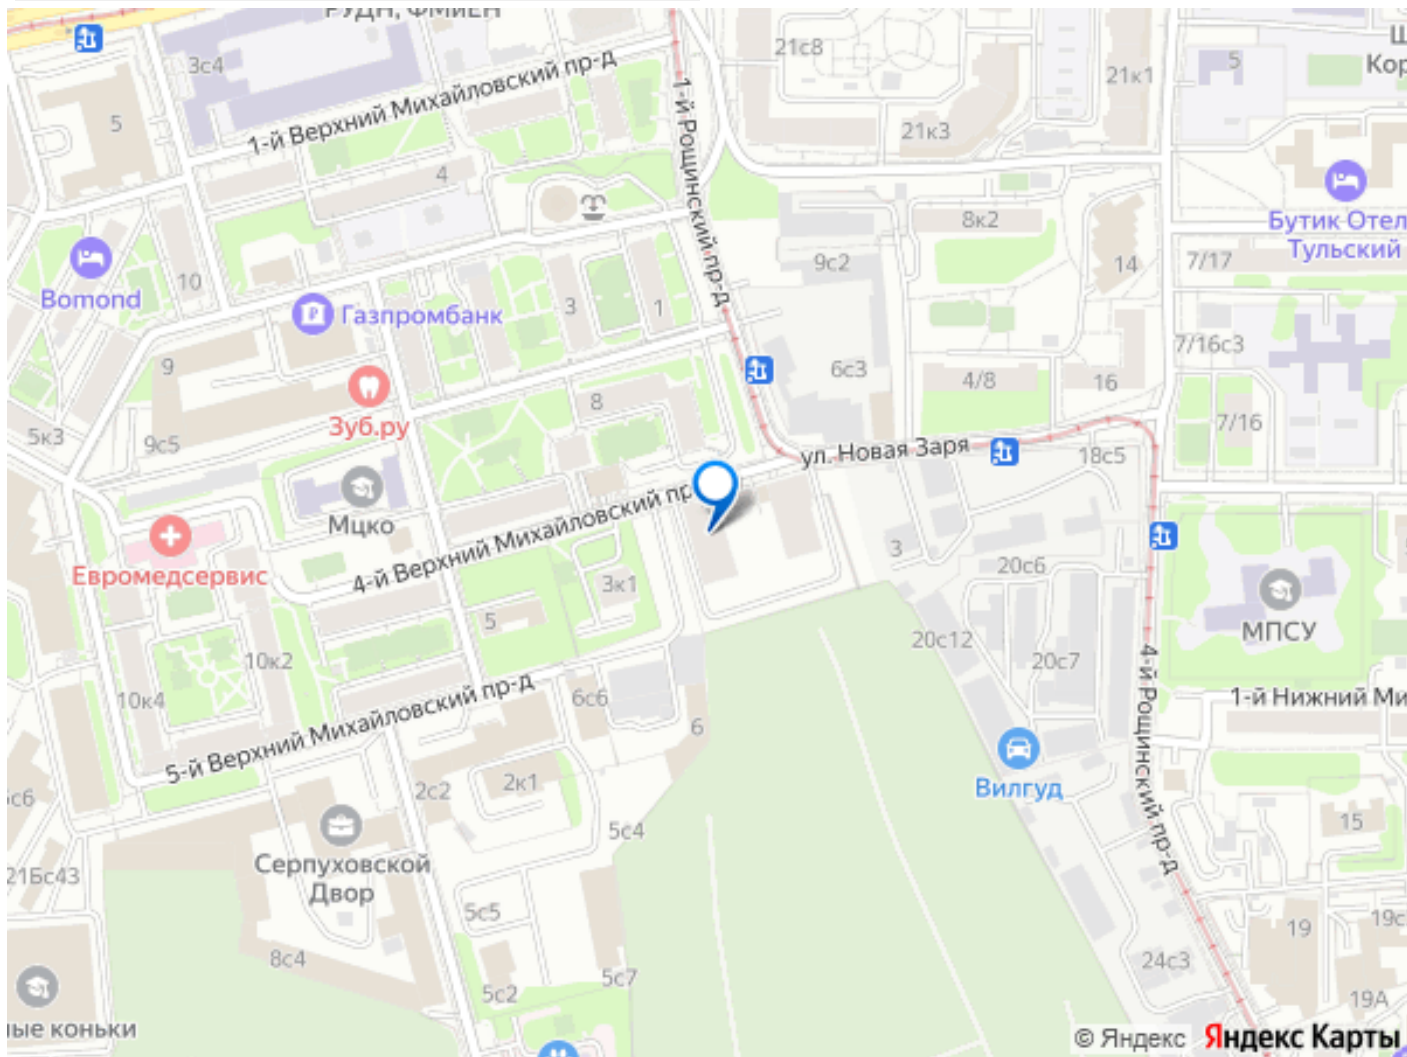 РУДН, ФМиЕН
3с4
21с8
5
21к1
Кор
5
1-й Верхний Михайловский пр-д
21к3
4
1-й Рощинский пр-д
8к2
Бутик Отел
Тульский
10
9с2
14
7/17
Bomond
Газпромбанк
3
1
7/16с3
9
6с3
4/8
16
Зуб.ру
8
7/16
5к3
9с5
ул. Новая Заря
18с5
Мцко
4-й Верхний Михайловский пр
3
Евромедсервис
3к1
20с6
5
МПСУ
20с12
20с7
10к2
10к4
4-й Рощинский пр-д
1-й Нижний Ми
5-й Верхний Михайловский пр-д
6с6
6
Вилгуд
2с2
2к1
с6
5с4
15
Серпуховской
Двор
21Бс43
5с5
19
19с
8с4
5с7
24с3
5с2
19А
ые коньки
© Яндекс Яндекс Карты